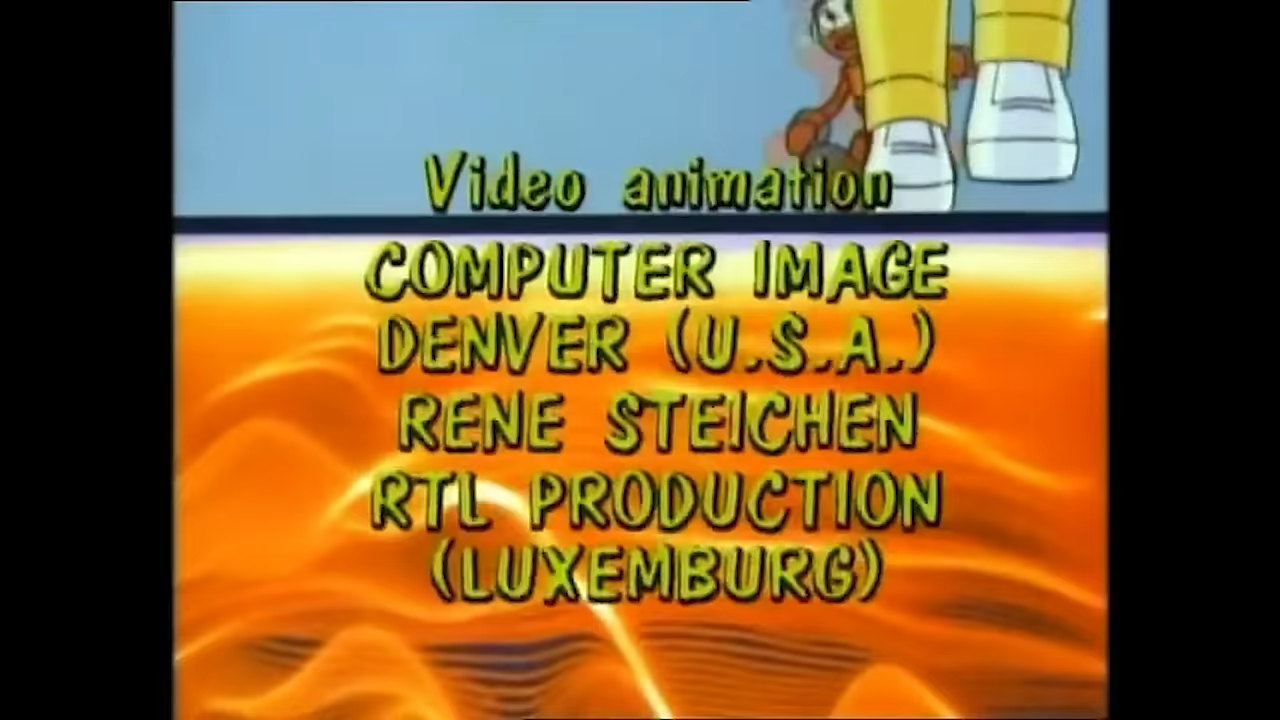 Video animation
COMPUTER IMAGE
DENVER (U.S.A.)
RENE STEICHEN
RTL PRODUCTION
(LUXEMBURG)